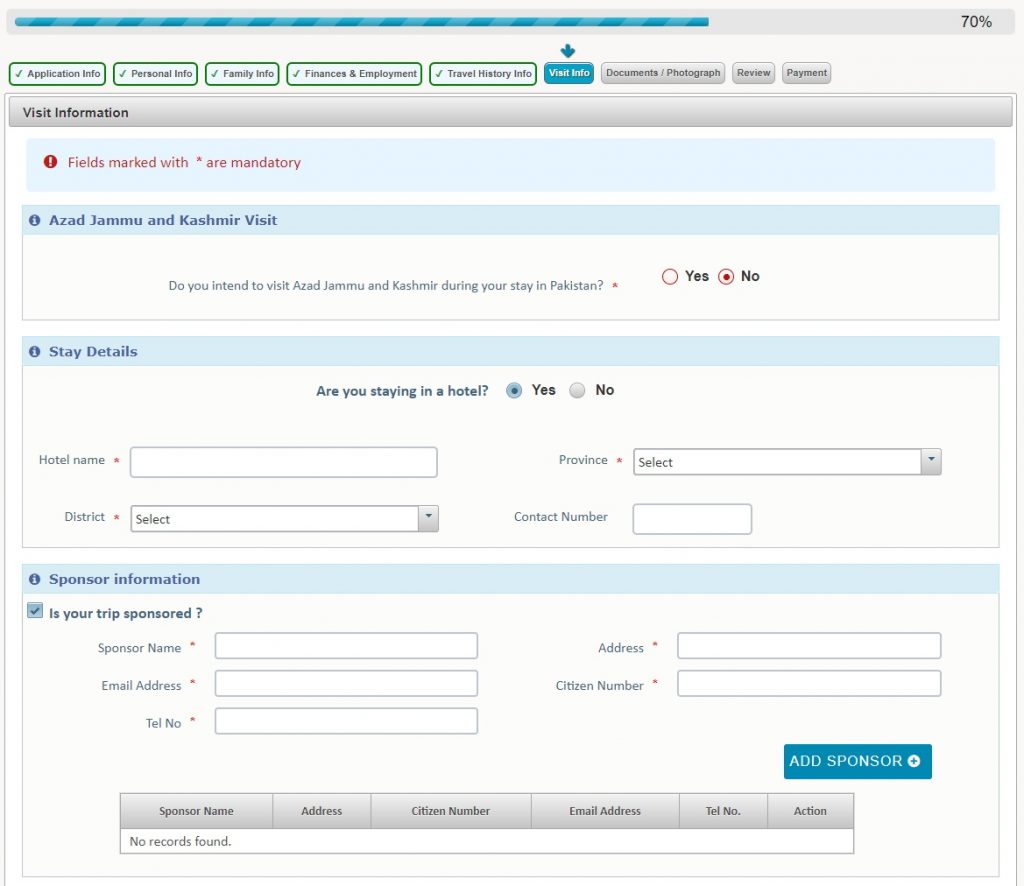 70%
✓ Application Info ✓ Personal Info ✓ Family Info ✓ Finances & Employment ✓ Travel History Info Visit Info Documents / Photograph Review Payment
Visit Information
Fields marked with * are mandatory
Azad Jammu and Kashmir Visit
Do you intend to visit Azad Jammu and Kashmir during your stay in Pakistan? * Yes No
Stay Details
Are you staying in a hotel? Yes No
Hotel name * Province * Select
District * Select Contact Number
Sponsor information
Is your trip sponsored ?
Sponsor Name * Address *
Email Address * Citizen Number *
Tel No *
ADD SPONSOR
Sponsor Name Address Citizen Number Email Address Tel No. Action
No records found.